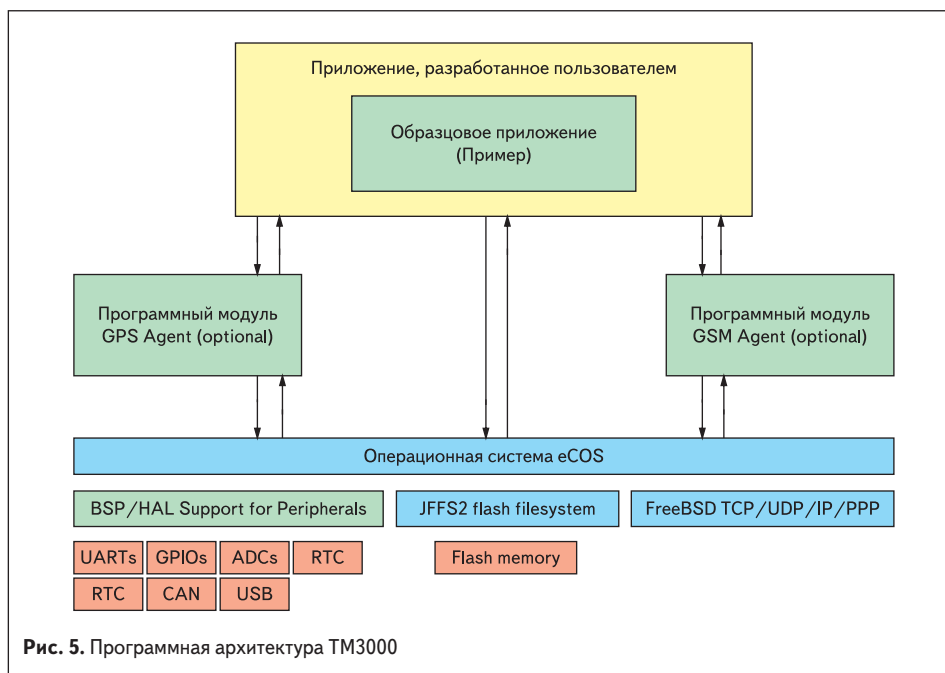 Приложение, разработанное пользователем
Образцовое приложение
(Пример)
Программный модуль
GPS Agent (optional)
Программный модуль
GSM Agent (optional)
Операционная система eCOS
BSP/HAL Support for Peripherals
JFFS2 flash filesystem
FreeBSD TCP/UDP/IP/PPP
UARTs
GPIOs
ADCs
RTC
Flash memory
RTC
CAN
USB
Рис. 5. Программная архитектура TM3000